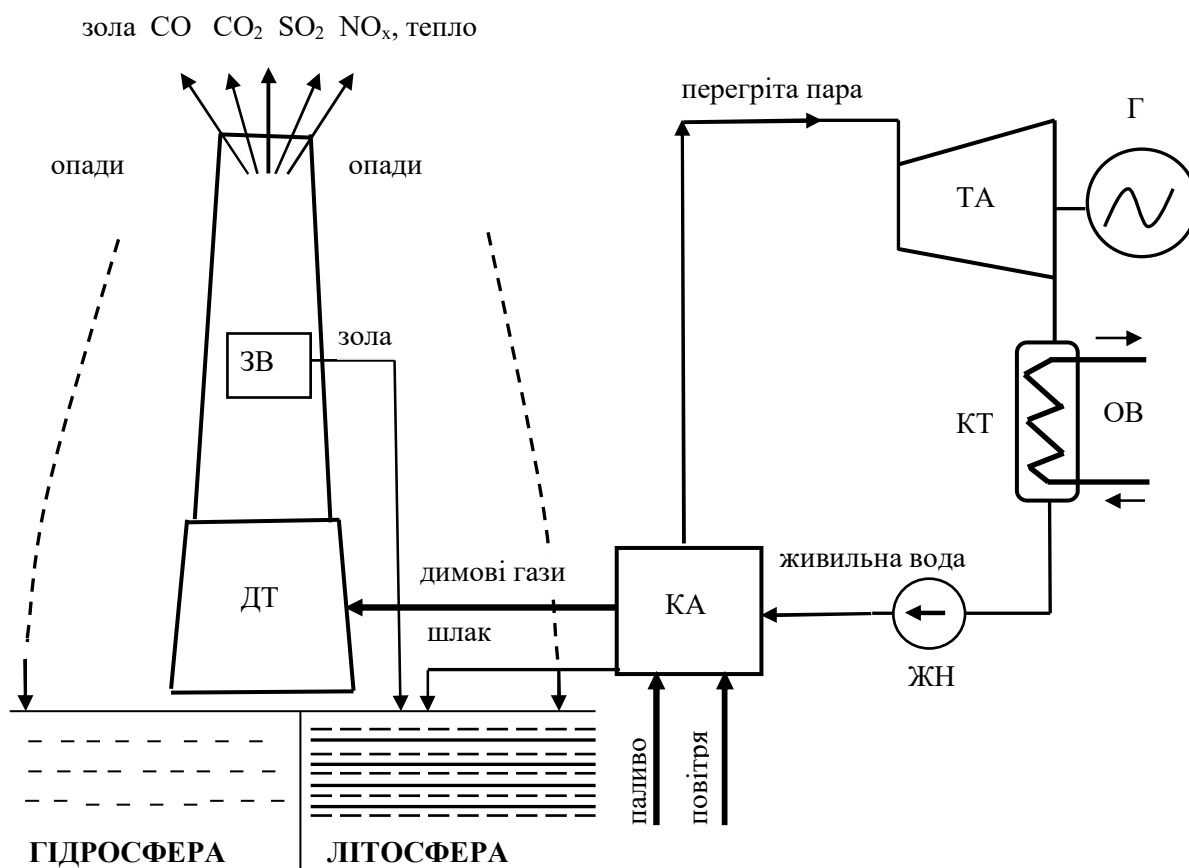 зола CO CO₂ SO₂ NOₓ, тепло
перегріта пара
Г
опади
опади
ТА
зола
ЗВ
КТ
ОВ
живильна вода
димові гази
ДТ
КА
шлак
ЖН
паливо
повітря
ГІДРОСФЕРА
ЛІТОСФЕРА